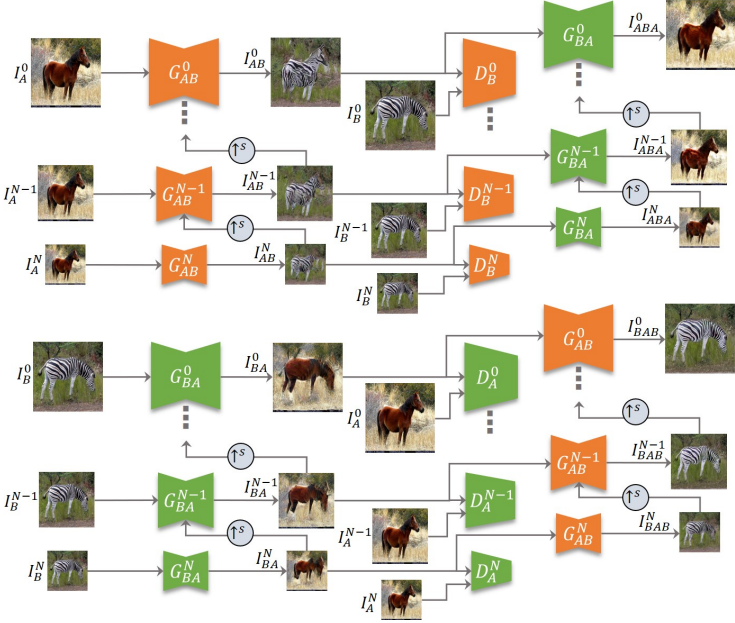 I_A^0 G_AB^0 I_AB^0 I_B^0 D_B^0 G_BA^0 I_ABA^0
↑s ↑s
I_A^{N-1} G_AB^{N-1} I_AB^{N-1} I_B^{N-1} D_B^{N-1} G_BA^{N-1} I_ABA^{N-1}
↑s ↑s
I_A^N G_AB^N I_AB^N I_B^N D_B^N G_BA^N I_ABA^N
I_B^0 G_BA^0 I_BA^0 I_A^0 D_A^0 G_AB^0 I_BAB^0
↑s ↑s
I_B^{N-1} G_BA^{N-1} I_BA^{N-1} I_A^{N-1} D_A^{N-1} G_AB^{N-1} I_BAB^{N-1}
↑s ↑s
I_B^N G_BA^N I_BA^N I_A^N D_A^N G_AB^N I_BAB^N